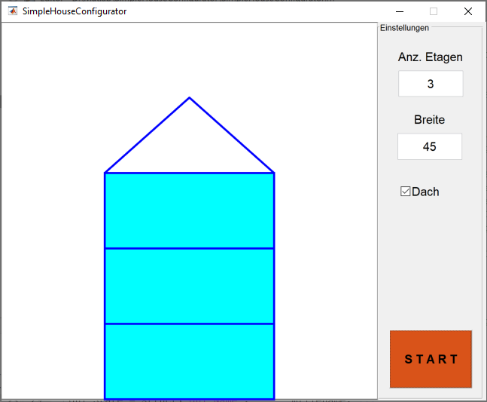 SimpleHouseConfigurator
Einstellungen
Anz. Etagen
3
Breite
45
Dach
START